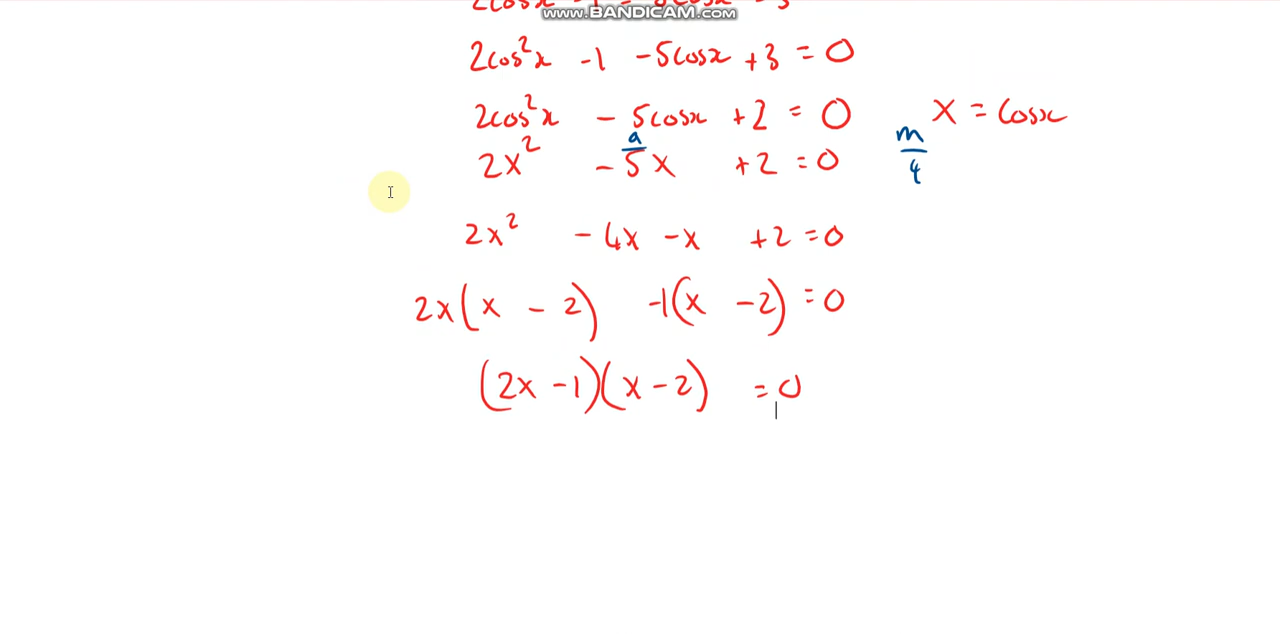 www.BANDICAM.com
2cos²x -1 -5cosx +3 = 0
2cos²x - 5cosx +2 = 0 X = Cosx
a m
2X² - 5X +2 = 0 4
2X² - 4X - X +2 = 0
2X(X - 2) -1(X -2) = 0
(2X -1)(X - 2) = 0